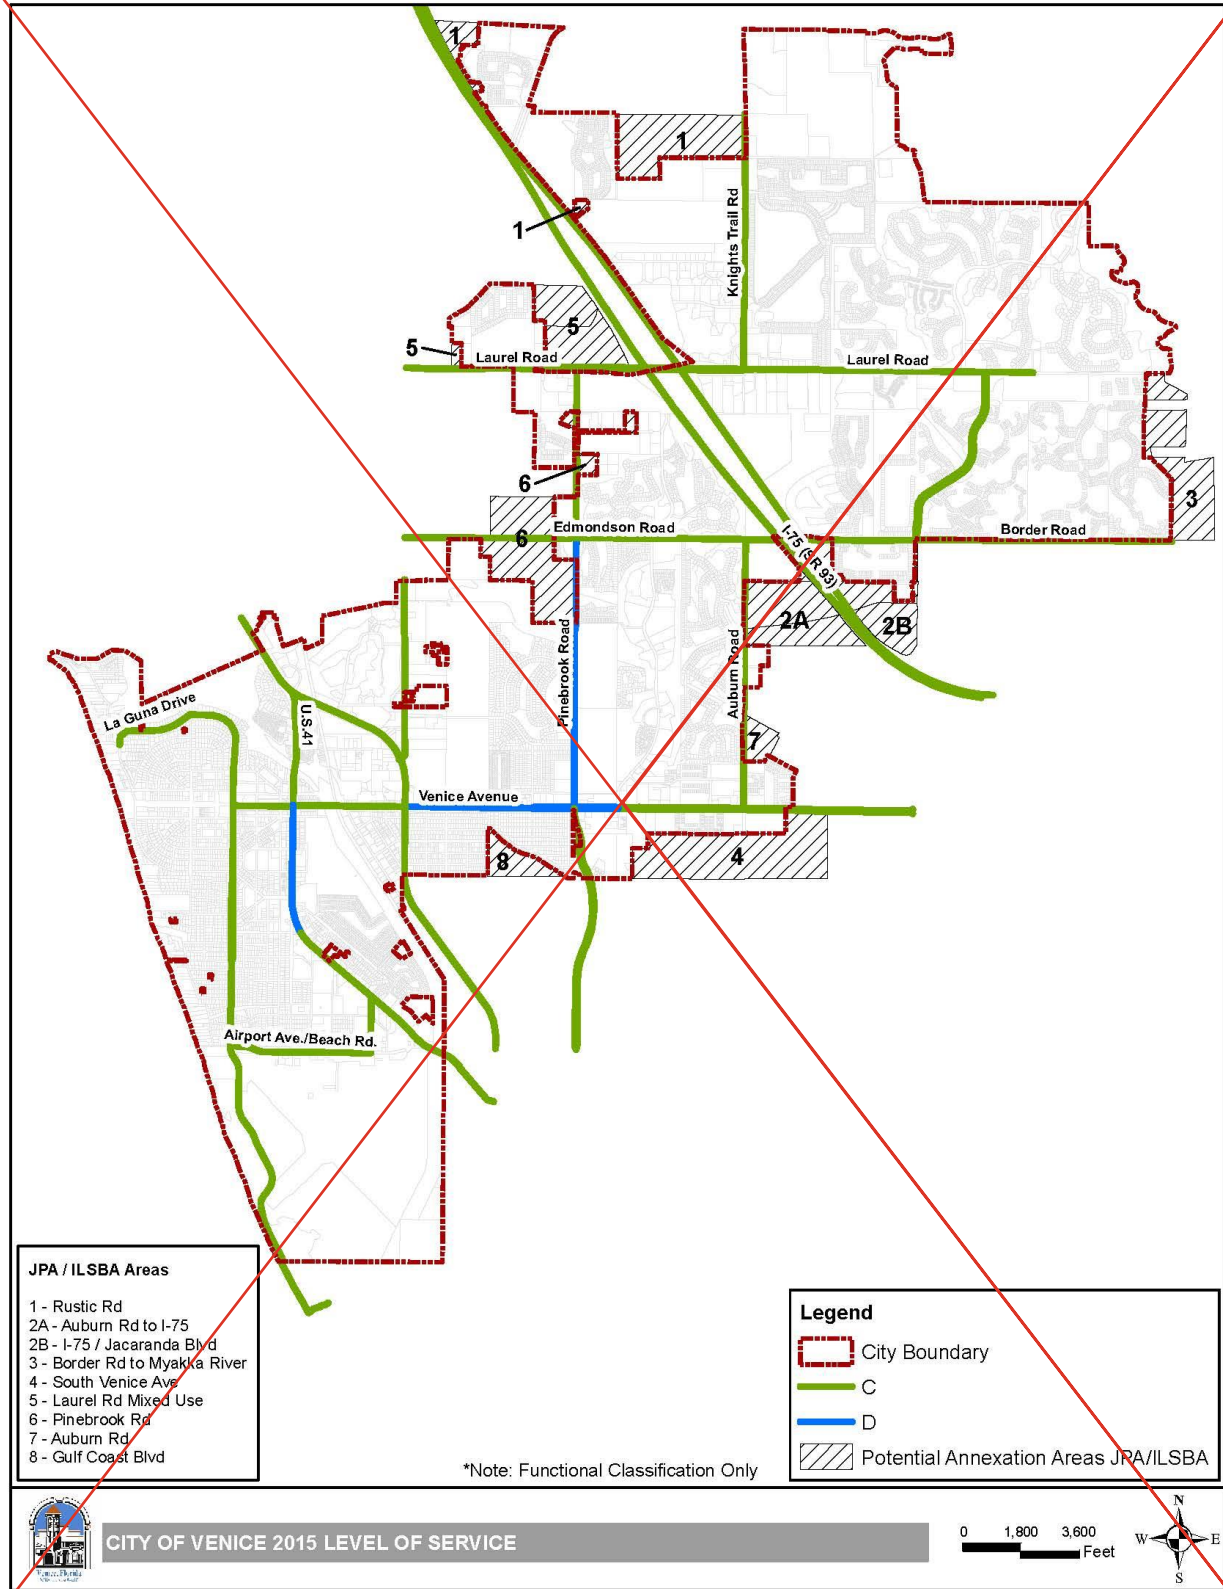 1
1
1
Knights Trail Rd
5
5
Laurel Road
Laurel Road
6
3
Edmondson Road
Border Road
6
I-75 (SR 93)
2A
2B
Pinebrook Road
Auburn Road
La Guna Drive
U.S.41
7
Venice Avenue
8
4
Airport Ave./Beach Rd.
JPA / ILSBA Areas
1 - Rustic Rd
2A - Auburn Rd to I-75
2B - I-75 / Jacaranda Blvd
3 - Border Rd to Myakka River
4 - South Venice Ave
5 - Laurel Rd Mixed Use
6 - Pinebrook Rd
7 - Auburn Rd
8 - Gulf Coast Blvd
*Note: Functional Classification Only
Legend
City Boundary
C
D
Potential Annexation Areas JPA/ILSBA
Venice, Florida
CITY OF VENICE 2015 LEVEL OF SERVICE
0 1,800 3,600
Feet
N
W E
S